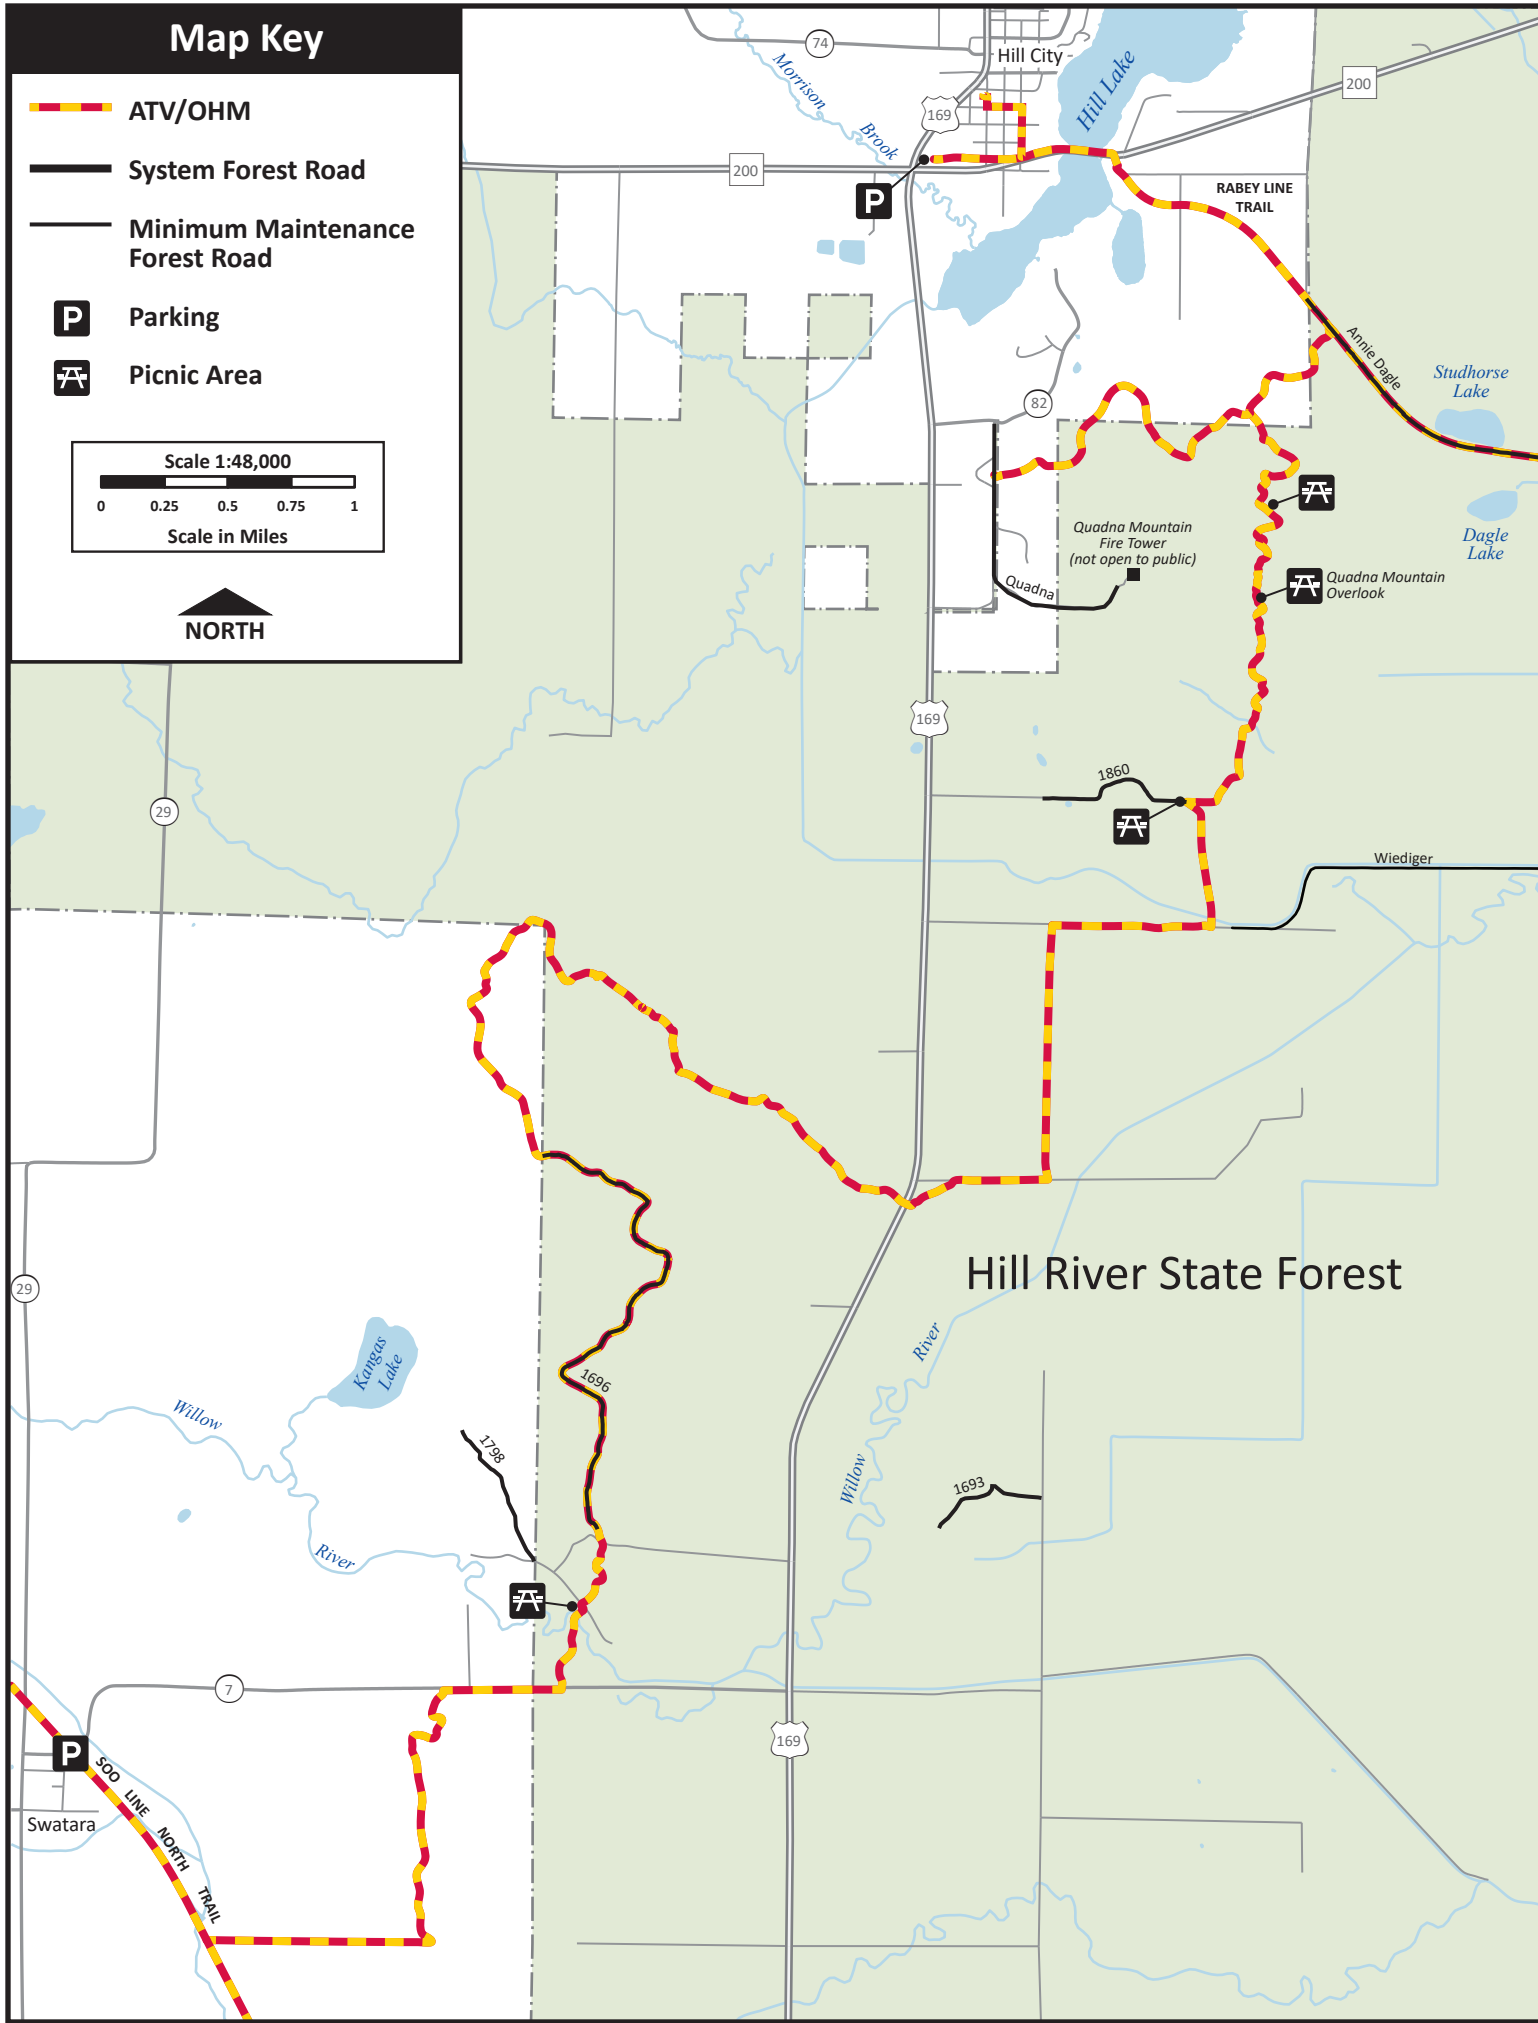 Map Key
ATV/OHM
System Forest Road
Minimum Maintenance
Forest Road
P
Parking
Picnic Area
Scale 1:48,000
0 0.25 0.5 0.75 1
Scale in Miles
NORTH
74
Hill City
Morrison
Brook
169
Hill Lake
200
200
P
RABEY LINE
TRAIL
Annie Dagle
Studhorse
Lake
82
Dagle
Lake
Quadna Mountain
Fire Tower
(not open to public)
Quadna
Quadna Mountain
Overlook
169
1860
29
Wiediger
Hill River State Forest
29
Kangas
Lake
River
1696
Willow
1798
Willow
1693
River
7
169
P
SOO LINE NORTH TRAIL
Swatara